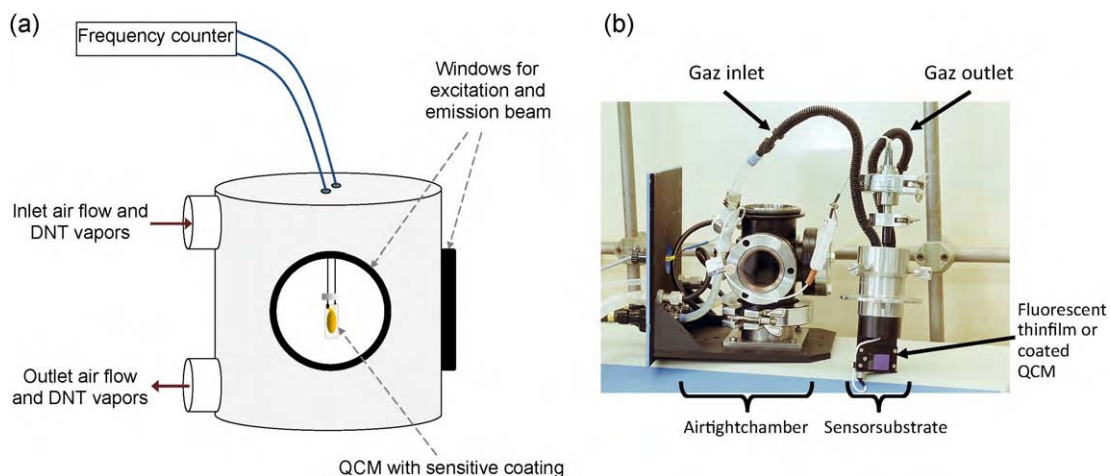 (a)
Frequency counter
Windows for
excitation and
emission beam
Inlet air flow and
DNT vapors
Outlet air flow
and DNT vapors
QCM with sensitive coating
(b)
Gaz inlet
Gaz outlet
Fluorescent
thinfilm or
coated
QCM
Airtightchamber
Sensorsubstrate